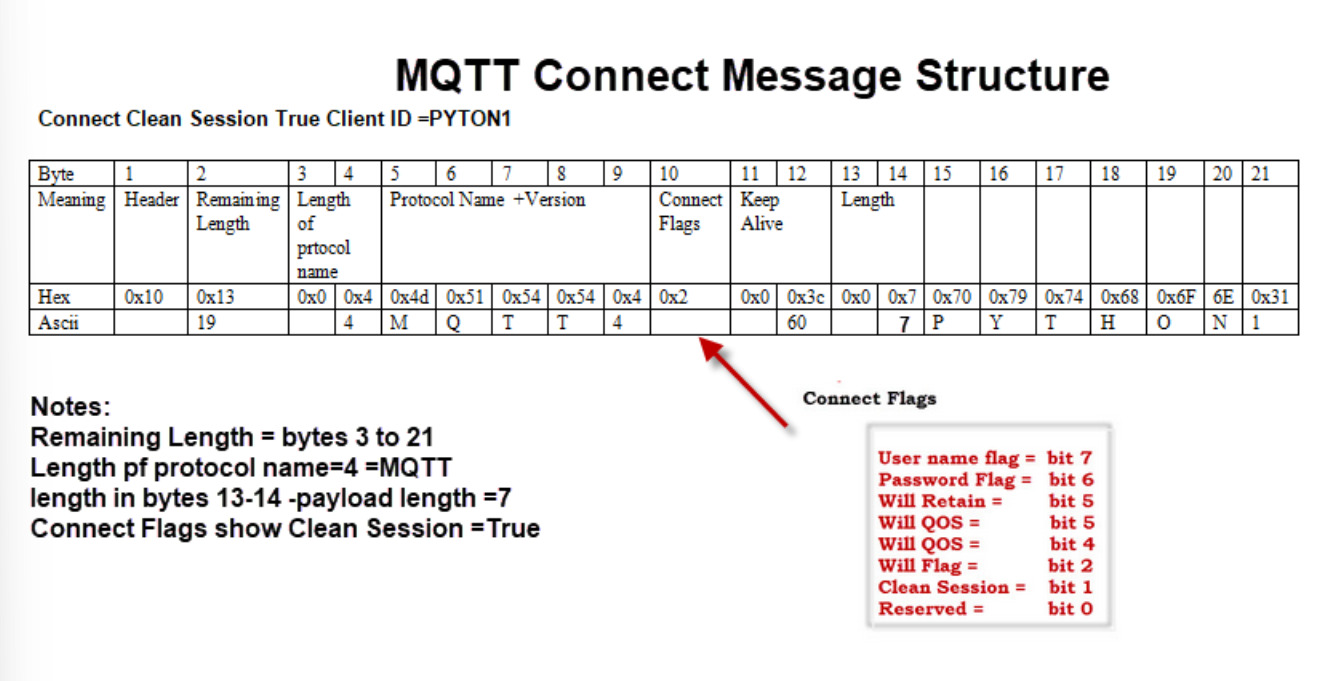 MQTT Connect Message Structure
Connect Clean Session True Client ID =PYTON1
Byte 1 2 3 4 5 6 7 8 9 10 11 12 13 14 15 16 17 18 19 20 21
Meaning Header Remaining Length Length of prtocol name Protocol Name +Version Connect Flags Keep Alive Length
Hex 0x10 0x13 0x0 0x4 0x4d 0x51 0x54 0x54 0x4 0x2 0x0 0x3c 0x0 0x7 0x70 0x79 0x74 0x68 0x6F 6E 0x31
Ascii 19 4 M Q T T 4 60 7 P Y T H O N 1
Notes:
Remaining Length = bytes 3 to 21
Length pf protocol name=4 =MQTT
length in bytes 13-14 -payload length =7
Connect Flags show Clean Session =True
Connect Flags
User name flag = bit 7
Password Flag = bit 6
Will Retain = bit 5
Will QOS = bit 5
Will QOS = bit 4
Will Flag = bit 2
Clean Session = bit 1
Reserved = bit 0